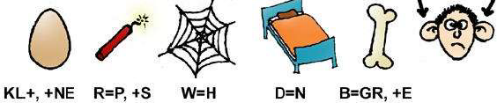 KL+, +NE R=P, +S W=H D=N B=GR, +E